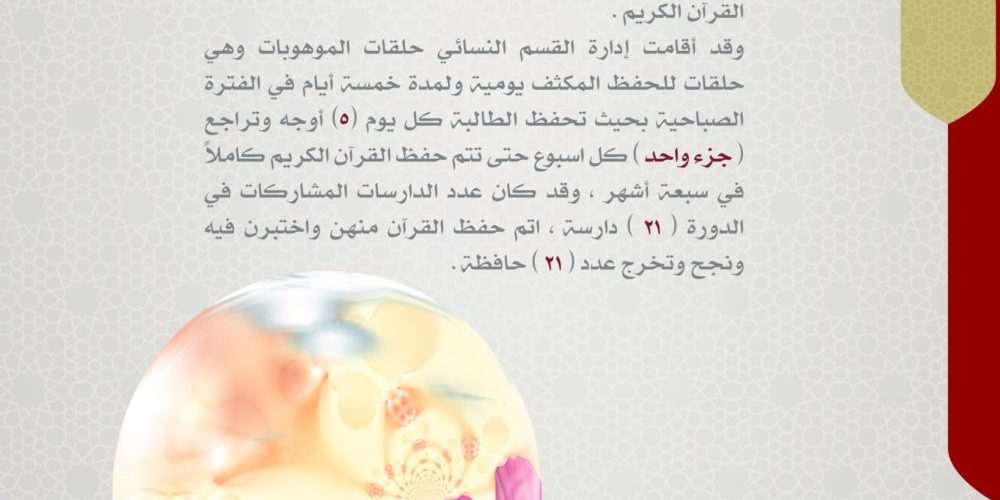 القرآن الكريم .
وقد أقامت إدارة القسم النسائي حلقات الموهوبات وهي
حلقات للحفظ المكثف يومية ولمدة خمسة أيام في الفترة
الصباحية بحيث تحفظ الطالبة كل يوم (٥) أوجه وتراجع
( جزء واحد ) كل اسبوع حتى تتم حفظ القرآن الكريم كاملاً
في سبعة أشهر ، وقد كان عدد الدارسات المشاركات في
الدورة ( ٢١ ) دارسة ، اتم حفظ القرآن منهن واختبرن فيه
ونجح وتخرج عدد ( ٢١ ) حافظة .